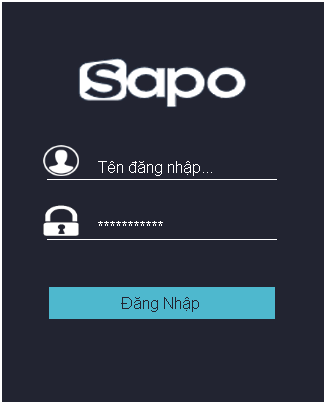 Sapo
Tên đăng nhập...
***********
Đăng Nhập